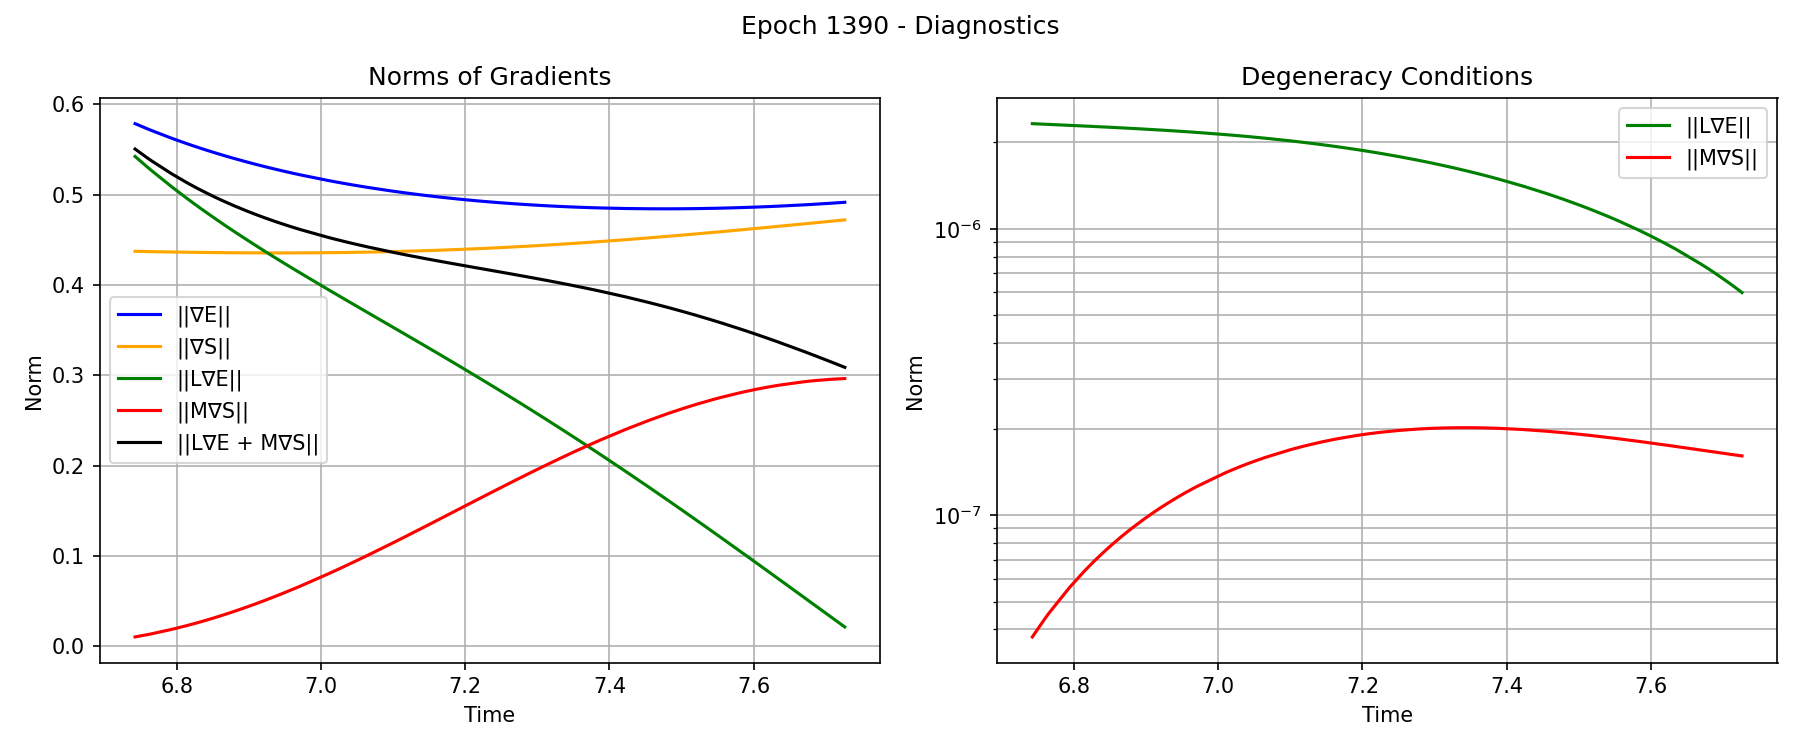 Epoch 1390 - Diagnostics
Norms of Gradients
0.6
0.5
0.4
0.3
0.2
0.1
0.0
Norm
||∇E||
||∇S||
||L∇E||
||M∇S||
||L∇E + M∇S||
6.8 7.0 7.2 7.4 7.6
Time
Degeneracy Conditions
10⁻⁶
10⁻⁷
Norm
||L∇E||
||M∇S||
6.8 7.0 7.2 7.4 7.6
Time